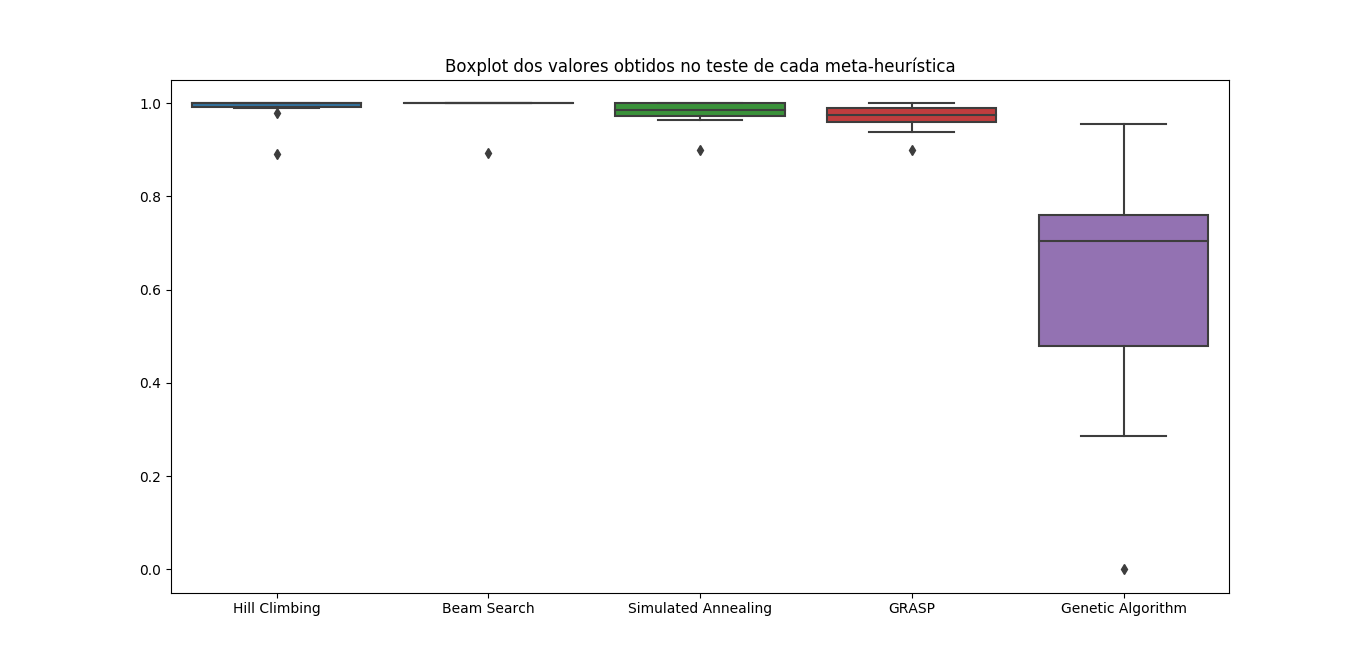 Boxplot dos valores obtidos no teste de cada meta-heurística
1.0
0.8
0.6
0.4
0.2
0.0
Hill Climbing
Beam Search
Simulated Annealing
GRASP
Genetic Algorithm